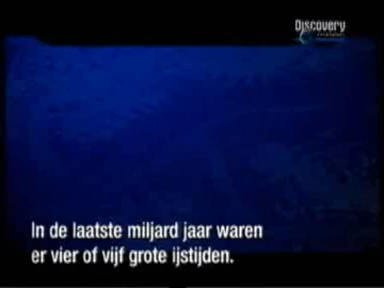 Discovery
In de laatste miljard jaar waren
er vier of vijf grote ijstijden.